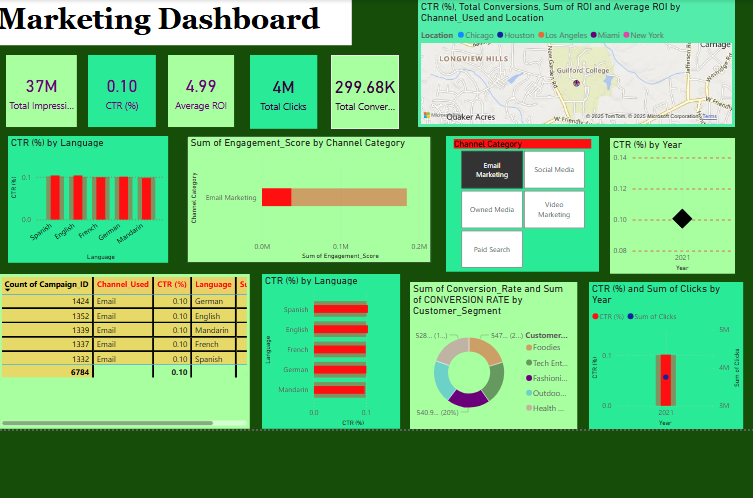 Marketing Dashboard
CTR (%), Total Conversions, Sum of ROI and Average ROI by
Channel_Used and Location
Location Chicago Houston Los Angeles Miami New York
LONGVIEW HILLS
Guilford College
Carnage
New Garden Rd
Jefferson R
W Friendly
Quaker Acres
W Friendly A
© 2025 TomTom, © 2025 Microsoft Corporation, Terms
37M
Total Impressi...
0.10
CTR (%)
4.99
Average ROI
4M
Total Clicks
299.68K
Total Conver...
CTR (%) by Language
CTR (%)
0.1
0.0
Spanish
English
French
German
Mandarin
Language
Sum of Engagement_Score by Channel Category
Channel Category
Email Marketing
0.0M
0.1M
0.2M
Sum of Engagement_Score
Channel Category
Email
Marketing
Social Media
Owned Media
Video
Marketing
Paid Search
CTR (%) by Year
0.14
0.12
0.10
0.08
CTR (%)
2021
Year
Count of Campaign_ID Channel_Used CTR (%) Language Su
1424 Email 0.10 German
1352 Email 0.10 English
1339 Email 0.10 Mandarin
1337 Email 0.10 French
1332 Email 0.10 Spanish
6784 0.10
CTR (%) by Language
Language
Spanish
English
French
German
Mandarin
0.0
0.1
CTR (%)
Sum of Conversion_Rate and Sum
of CONVERSION RATE by
Customer_Segment
528... (1...)
547... (2...)
540.9... (20%)
Customer...
Foodies
Tech Ent...
Fashioni...
Outdoo...
Health ...
CTR (%) and Sum of Clicks by
Year
CTR (%) Sum of Clicks
CTR (%)
0.1
0.0
5M
4M
3M
Sum of Clicks
2021
Year